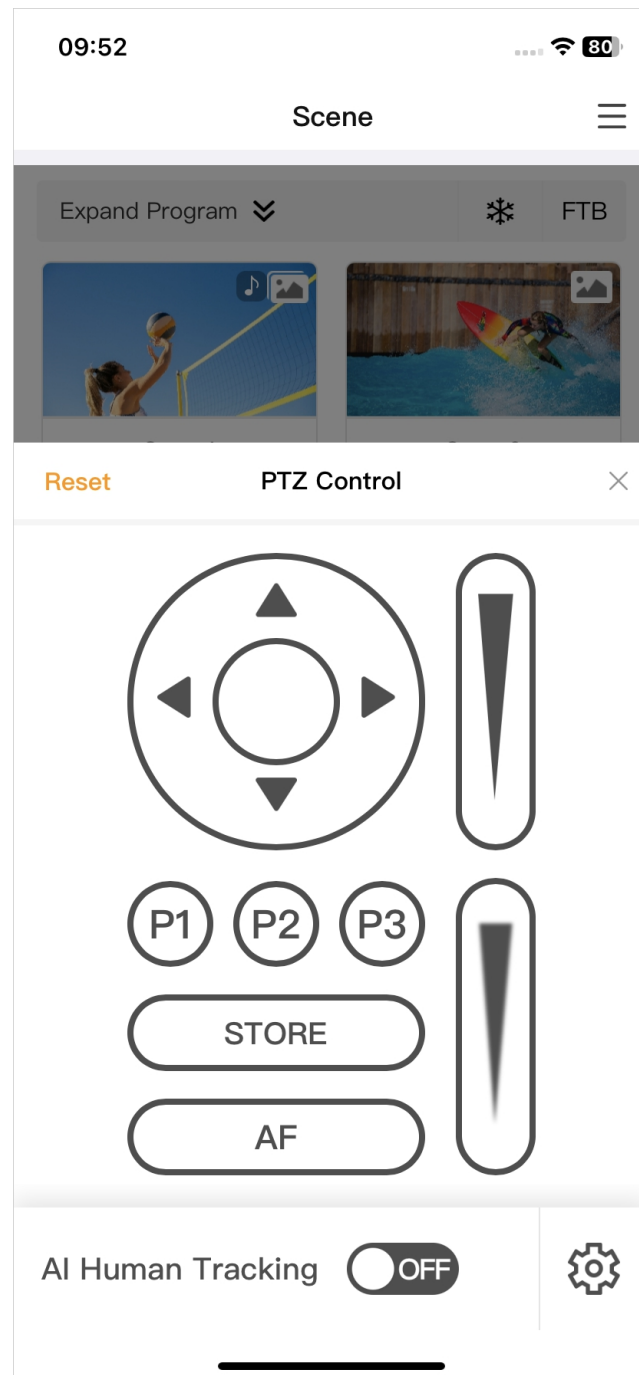 09:52 80
Scene
Expand Program FTB
Reset PTZ Control
P1 P2 P3
STORE
AF
AI Human Tracking OFF